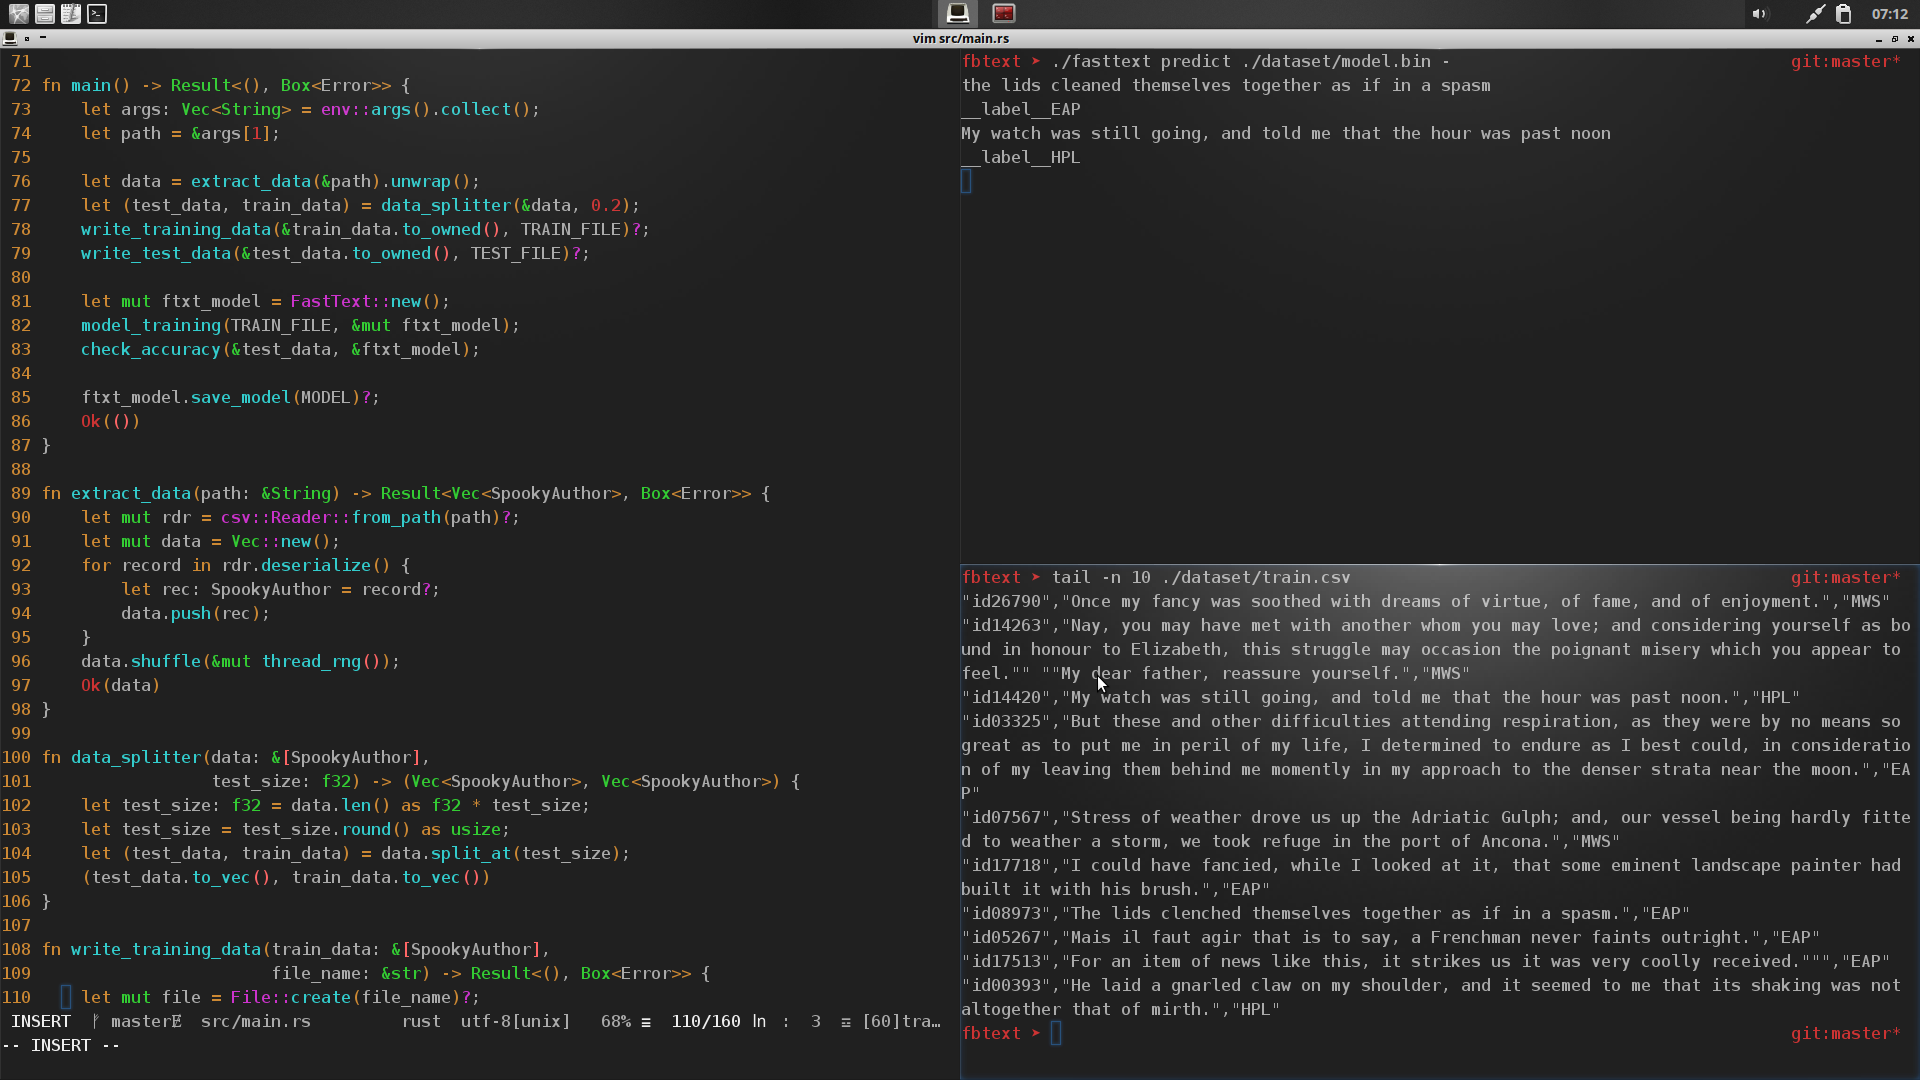 07:12
vim src/main.rs
71
72 fn main() -> Result<(), Box<Error>> {
73     let args: Vec<String> = env::args().collect();
74     let path = &args[1];
75
76     let data = extract_data(&path).unwrap();
77     let (test_data, train_data) = data_splitter(&data, 0.2);
78     write_training_data(&train_data.to_owned(), TRAIN_FILE)?;
79     write_test_data(&test_data.to_owned(), TEST_FILE)?;
80
81     let mut ftxt_model = FastText::new();
82     model_training(TRAIN_FILE, &mut ftxt_model);
83     check_accuracy(&test_data, &ftxt_model);
84
85     ftxt_model.save_model(MODEL)?;
86     Ok(())
87 }
88
89 fn extract_data(path: &String) -> Result<Vec<SpookyAuthor>, Box<Error>> {
90     let mut rdr = csv::Reader::from_path(path)?;
91     let mut data = Vec::new();
92     for record in rdr.deserialize() {
93         let rec: SpookyAuthor = record?;
94         data.push(rec);
95     }
96     data.shuffle(&mut thread_rng());
97     Ok(data)
98 }
99
100 fn data_splitter(data: &[SpookyAuthor],
101                  test_size: f32) -> (Vec<SpookyAuthor>, Vec<SpookyAuthor>) {
102     let test_size: f32 = data.len() as f32 * test_size;
103     let test_size = test_size.round() as usize;
104     let (test_data, train_data) = data.split_at(test_size);
105     (test_data.to_vec(), train_data.to_vec())
106 }
107
108 fn write_training_data(train_data: &[SpookyAuthor],
109                        file_name: &str) -> Result<(), Box<Error>> {
110     let mut file = File::create(file_name)?;
INSERT master src/main.rs rust utf-8[unix] 68% ≡ 110/160 ln : 3 ☲ [60]tra…
-- INSERT --
fbtext ➤ ./fasttext predict ./dataset/model.bin - git:master*
the lids cleaned themselves together as if in a spasm
__label__EAP
My watch was still going, and told me that the hour was past noon
__label__HPL
fbtext ➤ tail -n 10 ./dataset/train.csv git:master*
"id26790","Once my fancy was soothed with dreams of virtue, of fame, and of enjoyment.","MWS"
"id14263","Nay, you may have met with another whom you may love; and considering yourself as bo
und in honour to Elizabeth, this struggle may occasion the poignant misery which you appear to
feel."" ""My dear father, reassure yourself.","MWS"
"id14420","My watch was still going, and told me that the hour was past noon.","HPL"
"id03325","But these and other difficulties attending respiration, as they were by no means so
great as to put me in peril of my life, I determined to endure as I best could, in consideratio
n of my leaving them behind me momently in my approach to the denser strata near the moon.","EA
P"
"id07567","Stress of weather drove us up the Adriatic Gulph; and, our vessel being hardly fitte
d to weather a storm, we took refuge in the port of Ancona.","MWS"
"id17718","I could have fancied, while I looked at it, that some eminent landscape painter had
built it with his brush.","EAP"
"id08973","The lids clenched themselves together as if in a spasm.","EAP"
"id05267","Mais il faut agir that is to say, a Frenchman never faints outright.","EAP"
"id17513","For an item of news like this, it strikes us it was very coolly received.""","EAP"
"id00393","He laid a gnarled claw on my shoulder, and it seemed to me that its shaking was not
altogether that of mirth.","HPL"
fbtext ➤ git:master*